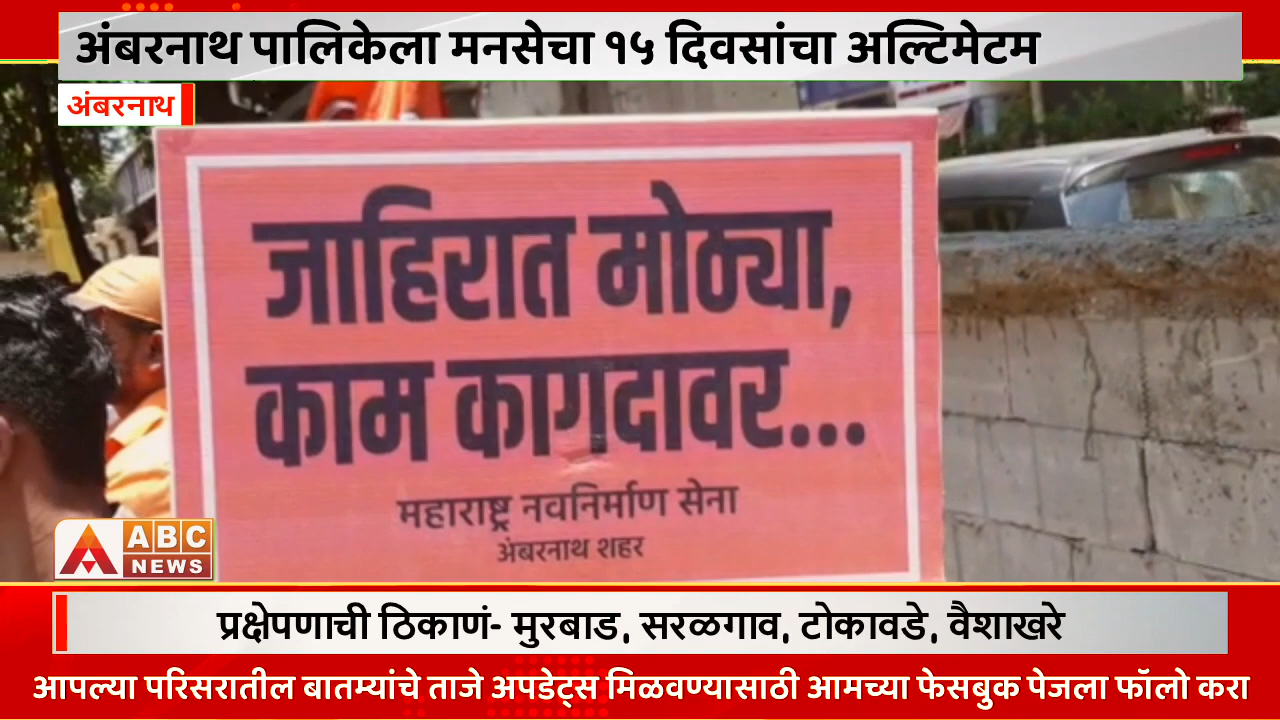 अंबरनाथ पालिकेला मनसेचा १५ दिवसांचा अल्टिमेटम
अंबरनाथ
जाहिरात मोठ्या,
काम कागदावर...
महाराष्ट्र नवनिर्माण सेना
अंबरनाथ शहर
ABC
NEWS
प्रक्षेपणाची ठिकाणं- मुरबाड, सरळगाव, टोकावडे, वैशाखरे
आपल्या परिसरातील बातम्यांचे ताजे अपडेट्स मिळवण्यासाठी आमच्या फेसबुक पेजला फॉलो करा